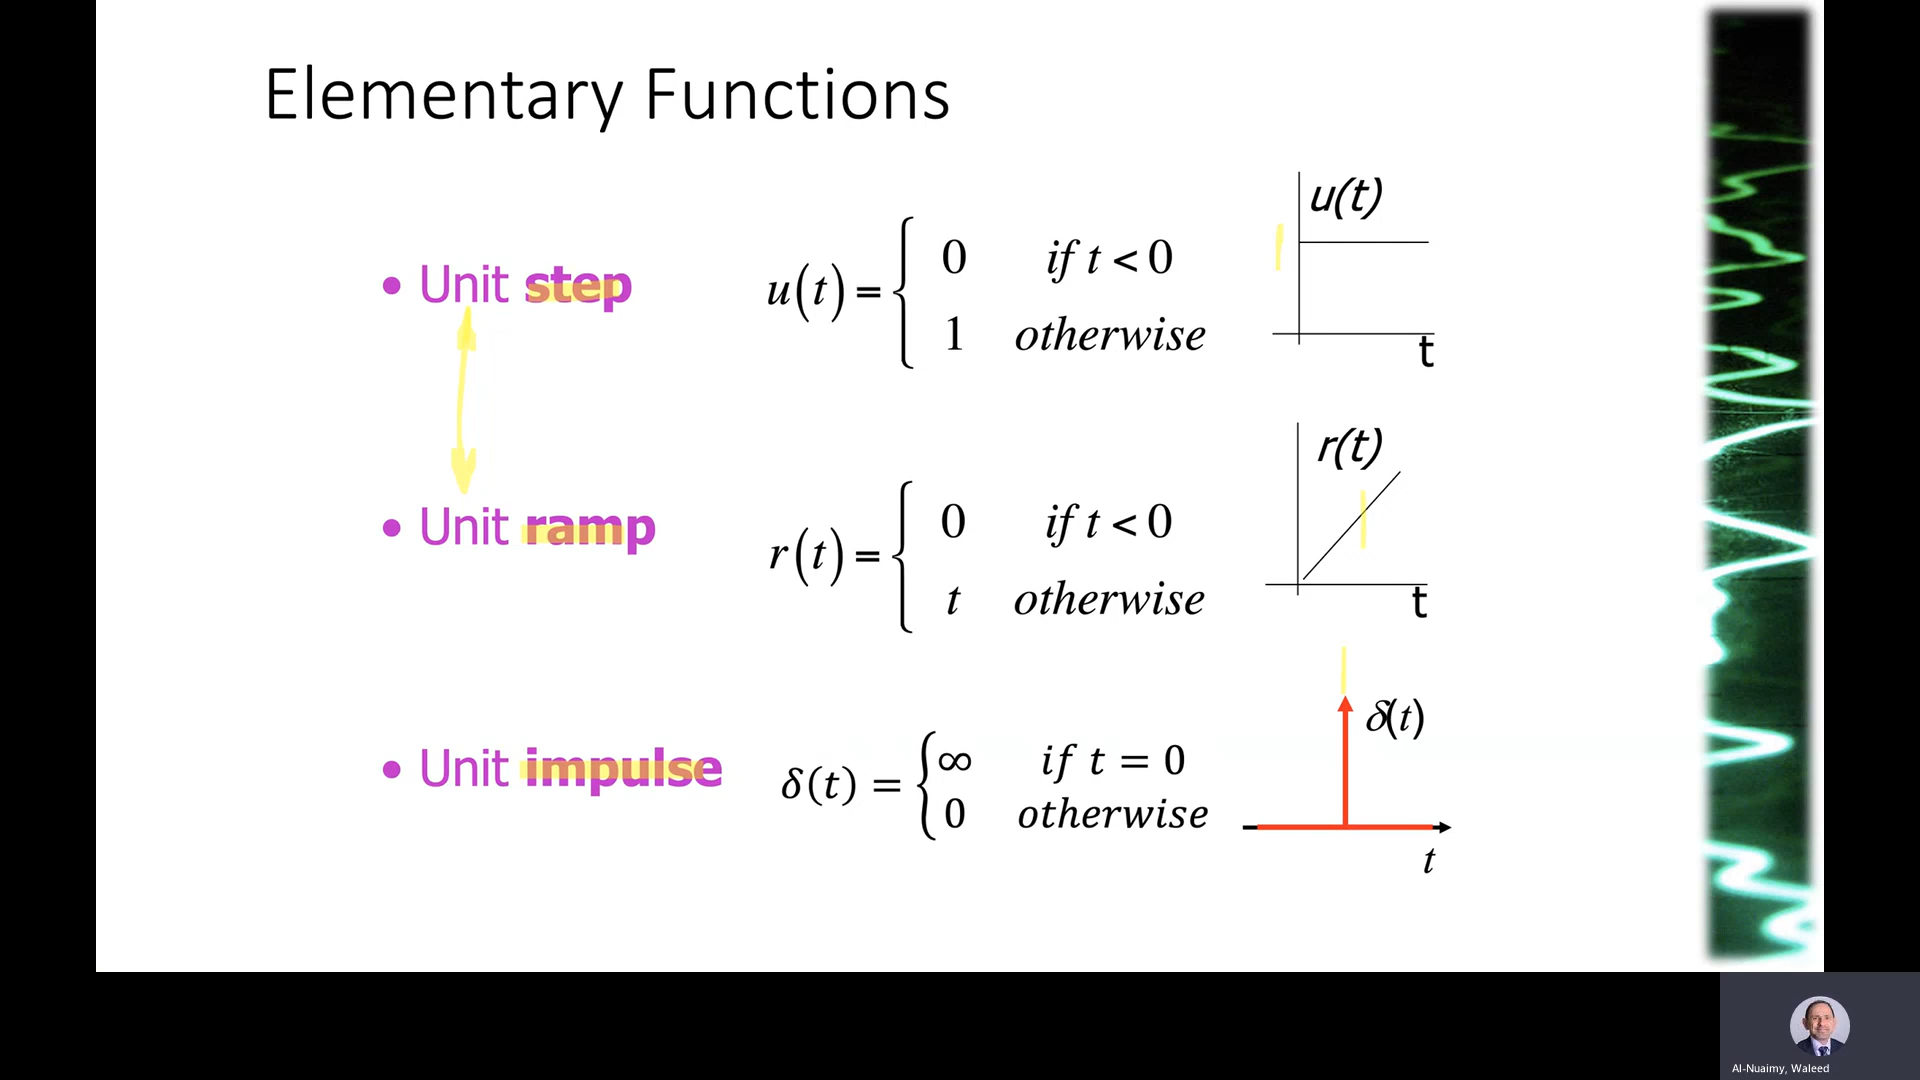 Elementary Functions
• Unit step
u(t) = { 0 if t < 0
1 otherwise
u(t)
1
t
• Unit ramp
r(t) = { 0 if t < 0
t otherwise
r(t)
t
• Unit impulse
δ(t) = { ∞ if t = 0
0 otherwise
δ(t)
t
Al-Nuaimy, Waleed